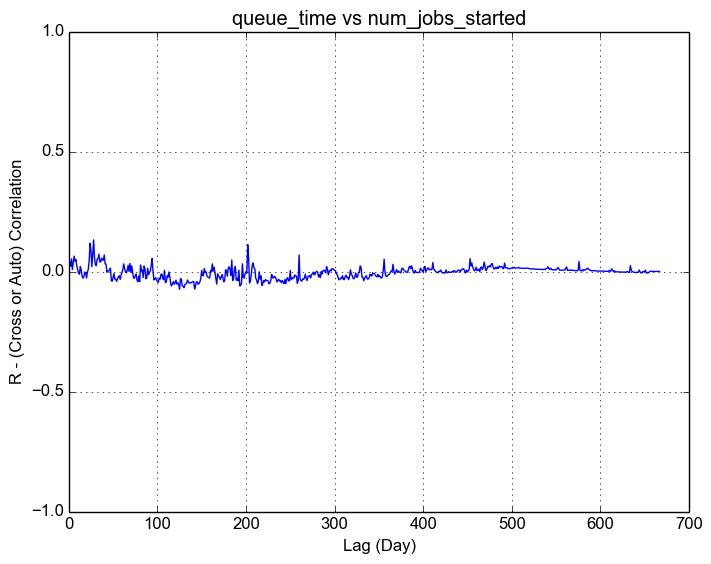 queue_time vs num_jobs_started
1.0
0.5
0.0
−0.5
−1.0
R - (Cross or Auto) Correlation
0 100 200 300 400 500 600 700
Lag (Day)